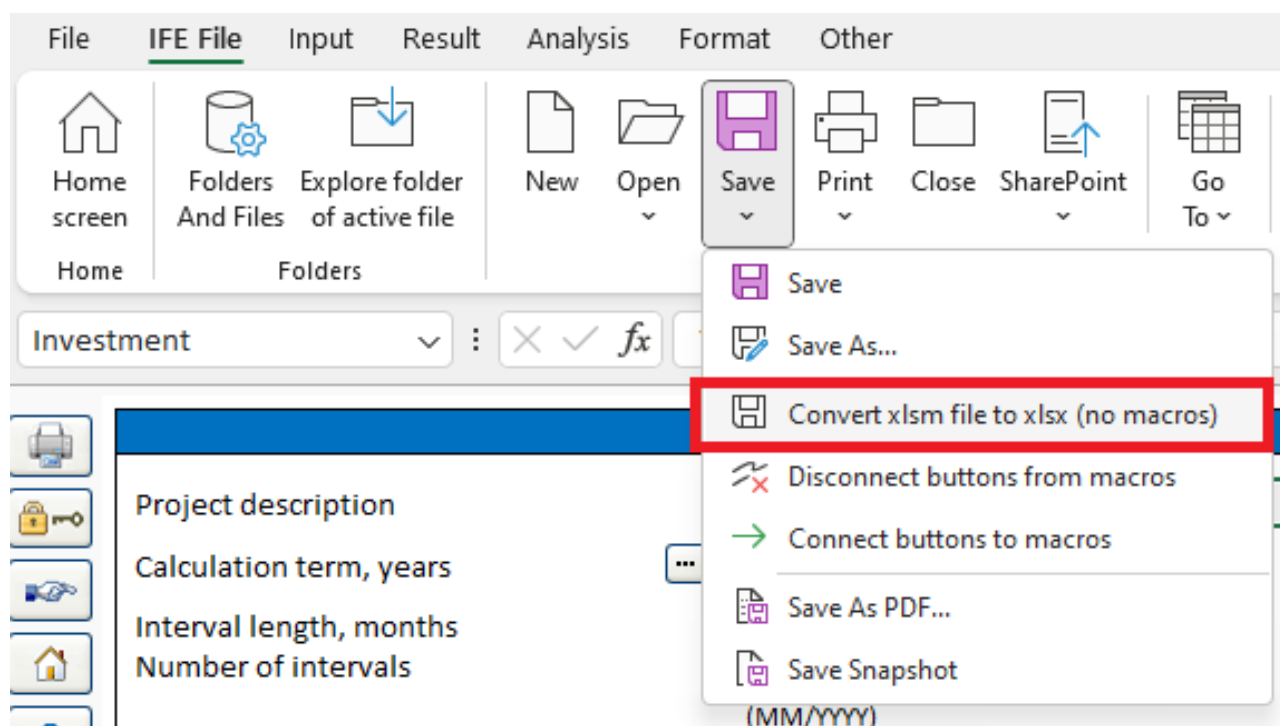 File IFE File Input Result Analysis Format Other
Home screen
Folders And Files
Explore folder of active file
New
Open
Save
Print
Close
SharePoint
Go To
Home
Folders
Investment
fx
Save
Save As...
Convert xlsm file to xlsx (no macros)
Disconnect buttons from macros
Connect buttons to macros
Save As PDF...
Save Snapshot
Project description
Calculation term, years
...
Interval length, months
Number of intervals
(MM/YYYY)